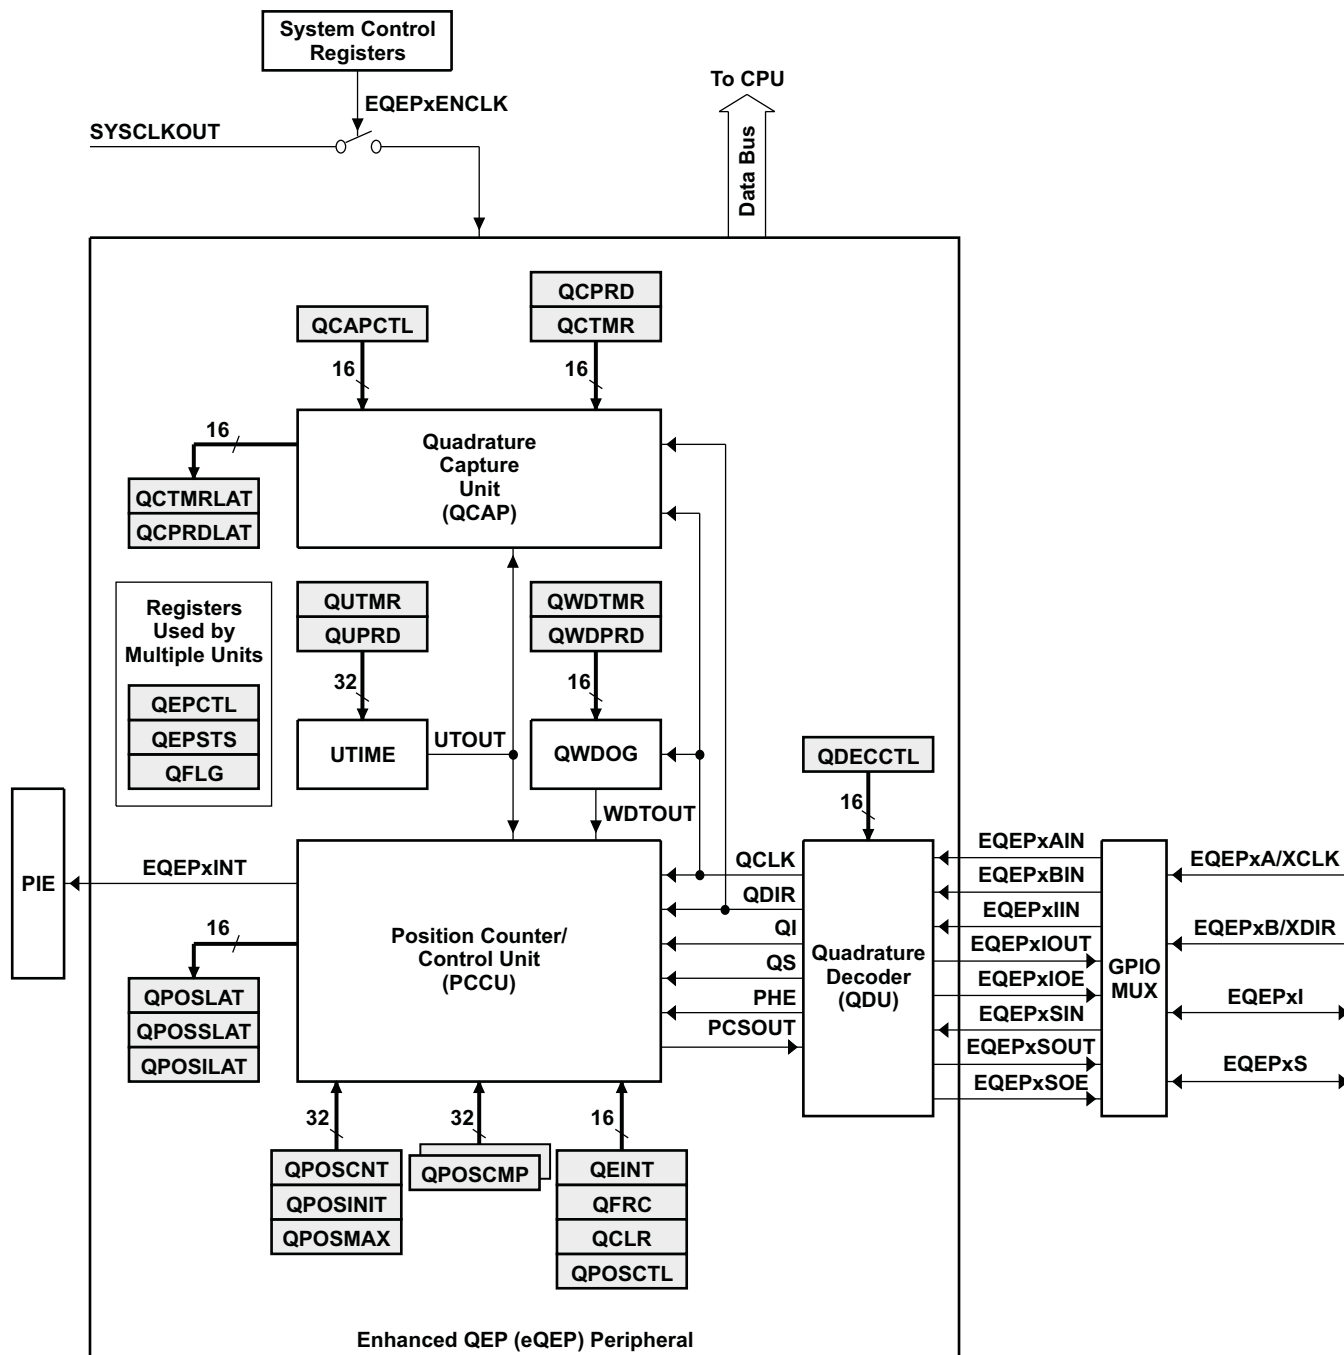 System Control
Registers
To CPU
EQEPxENCLK
SYSCLKOUT
Data Bus
QCPRD
QCAPCTL
QCTMR
16
16
16
Quadrature
Capture
Unit
(QCAP)
QCTMRLAT
QCPRDLAT
Registers
Used by
Multiple Units
QEPCTL
QEPSTS
QFLG
QUTMR
QUPRD
QWDTMR
QWDPRD
32
16
UTIME
UTOUT
QWDOG
QDECCTL
WDTOUT
16
PIE
EQEPxINT
16
Position Counter/
Control Unit
(PCCU)
QCLK
QDIR
QI
QS
PHE
PCSOUT
Quadrature
Decoder
(QDU)
EQEPxAIN
EQEPxBIN
EQEPxIIN
EQEPxIOUT
EQEPxIOE
EQEPxSIN
EQEPxSOUT
EQEPxSOE
GPIO
MUX
EQEPxA/XCLK
EQEPxB/XDIR
EQEPxI
EQEPxS
QPOSLAT
QPOSSLAT
QPOSILAT
32
32
16
QPOSCNT
QPOSINIT
QPOSMAX
QPOSCMP
QEINT
QFRC
QCLR
QPOSCTL
Enhanced QEP (eQEP) Peripheral